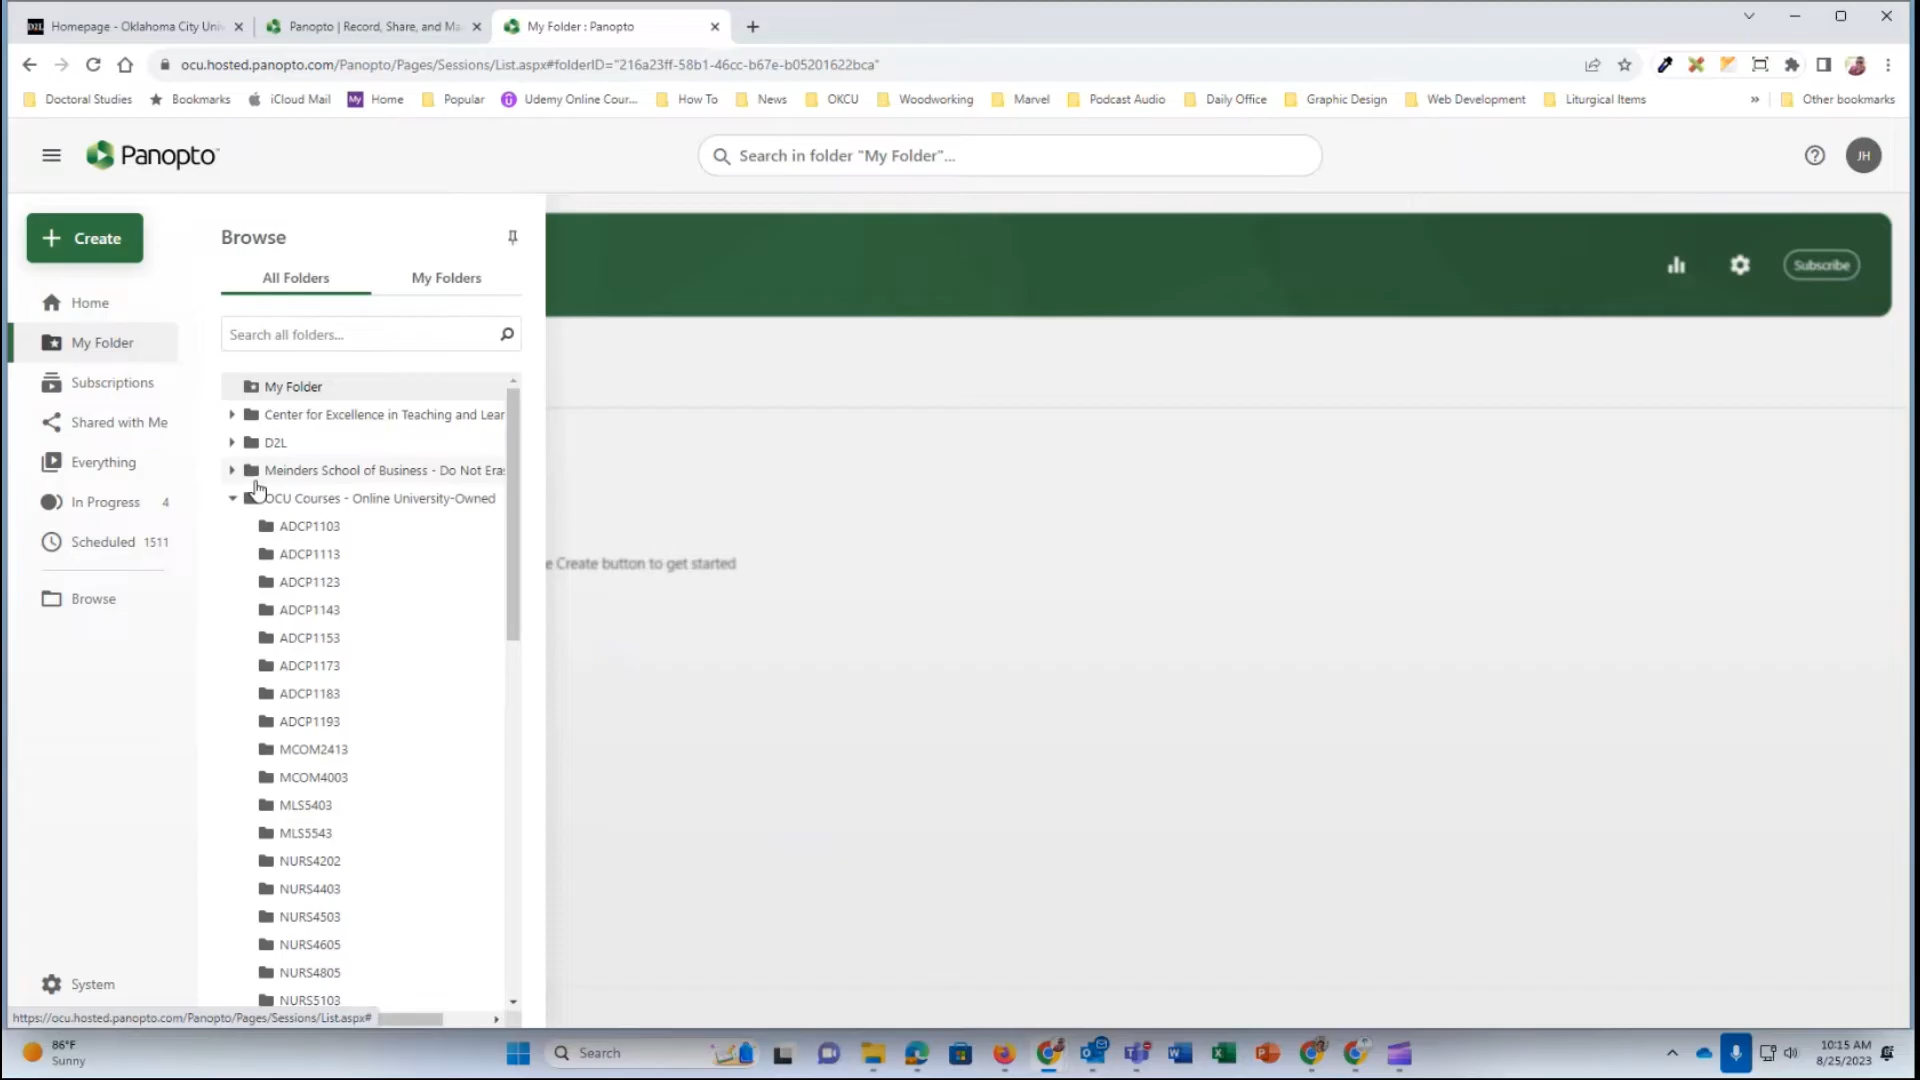 Homepage - Oklahoma City Uni
Panopto | Record, Share, and Ma
My Folder : Panopto
ocu.hosted.panopto.com/Panopto/Pages/Sessions/List.aspx#folderID="216a23ff-58b1-46cc-b67e-b05201622bca"
Doctoral Studies Bookmarks iCloud Mail My Home Popular Udemy Online Cour... How To News OKCU Woodworking Marvel Podcast Audio Daily Office Graphic Design Web Development Liturgical Items » Other bookmarks
Panopto
Search in folder "My Folder"...
JH
+ Create
Home
My Folder
Subscriptions
Shared with Me
Everything
In Progress 4
Scheduled 1511
Browse
System
Browse
All Folders My Folders
Search all folders...
My Folder
Center for Excellence in Teaching and Lear
D2L
Meinders School of Business - Do Not Era
OCU Courses - Online University-Owned
ADCP1103
ADCP1113
ADCP1123
ADCP1143
ADCP1153
ADCP1173
ADCP1183
ADCP1193
MCOM2413
MCOM4003
MLS5403
MLS5543
NURS4202
NURS4403
NURS4503
NURS4605
NURS4805
NURS5103
Subscribe
e Create button to get started
https://ocu.hosted.panopto.com/Panopto/Pages/Sessions/List.aspx#
86°F
Sunny
Search
10:15 AM
8/25/2023